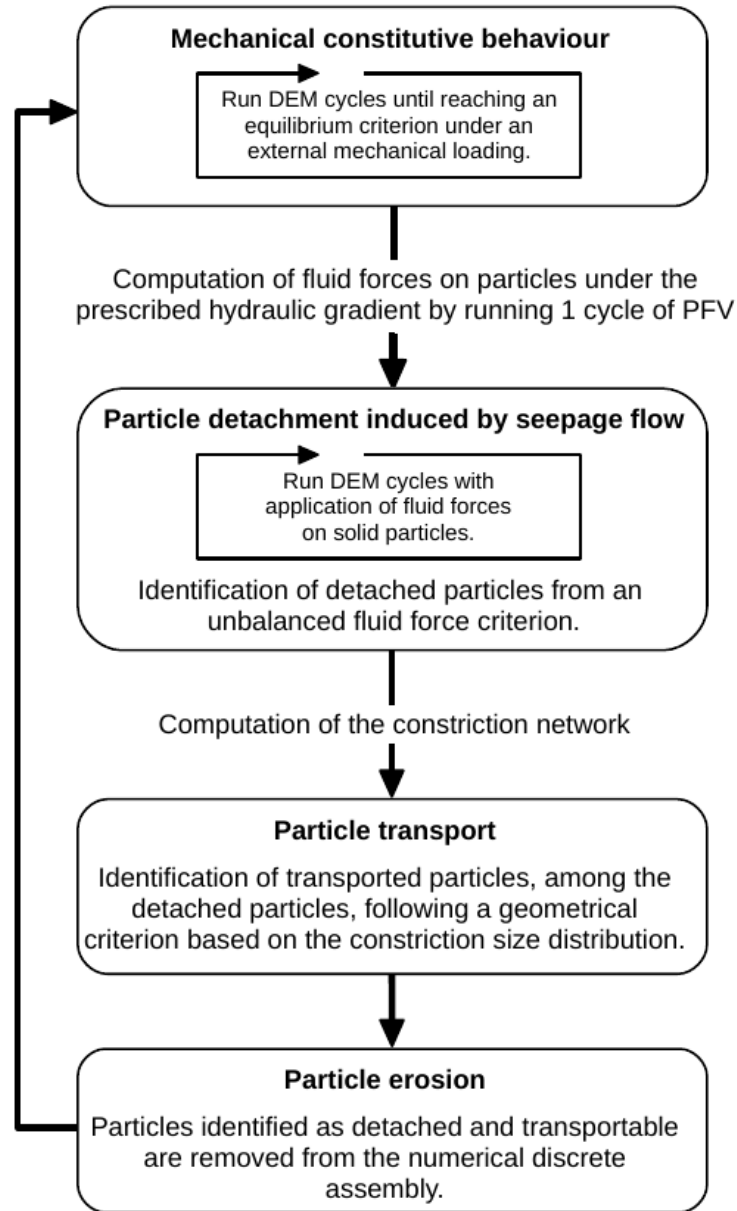 Mechanical constitutive behaviour
Run DEM cycles until reaching an
equilibrium criterion under an
external mechanical loading.
Computation of fluid forces on particles under the
prescribed hydraulic gradient by running 1 cycle of PFV
Particle detachment induced by seepage flow
Run DEM cycles with
application of fluid forces
on solid particles.
Identification of detached particles from an
unbalanced fluid force criterion.
Computation of the constriction network
Particle transport
Identification of transported particles, among the
detached particles, following a geometrical
criterion based on the constriction size distribution.
Particle erosion
Particles identified as detached and transportable
are removed from the numerical discrete
assembly.